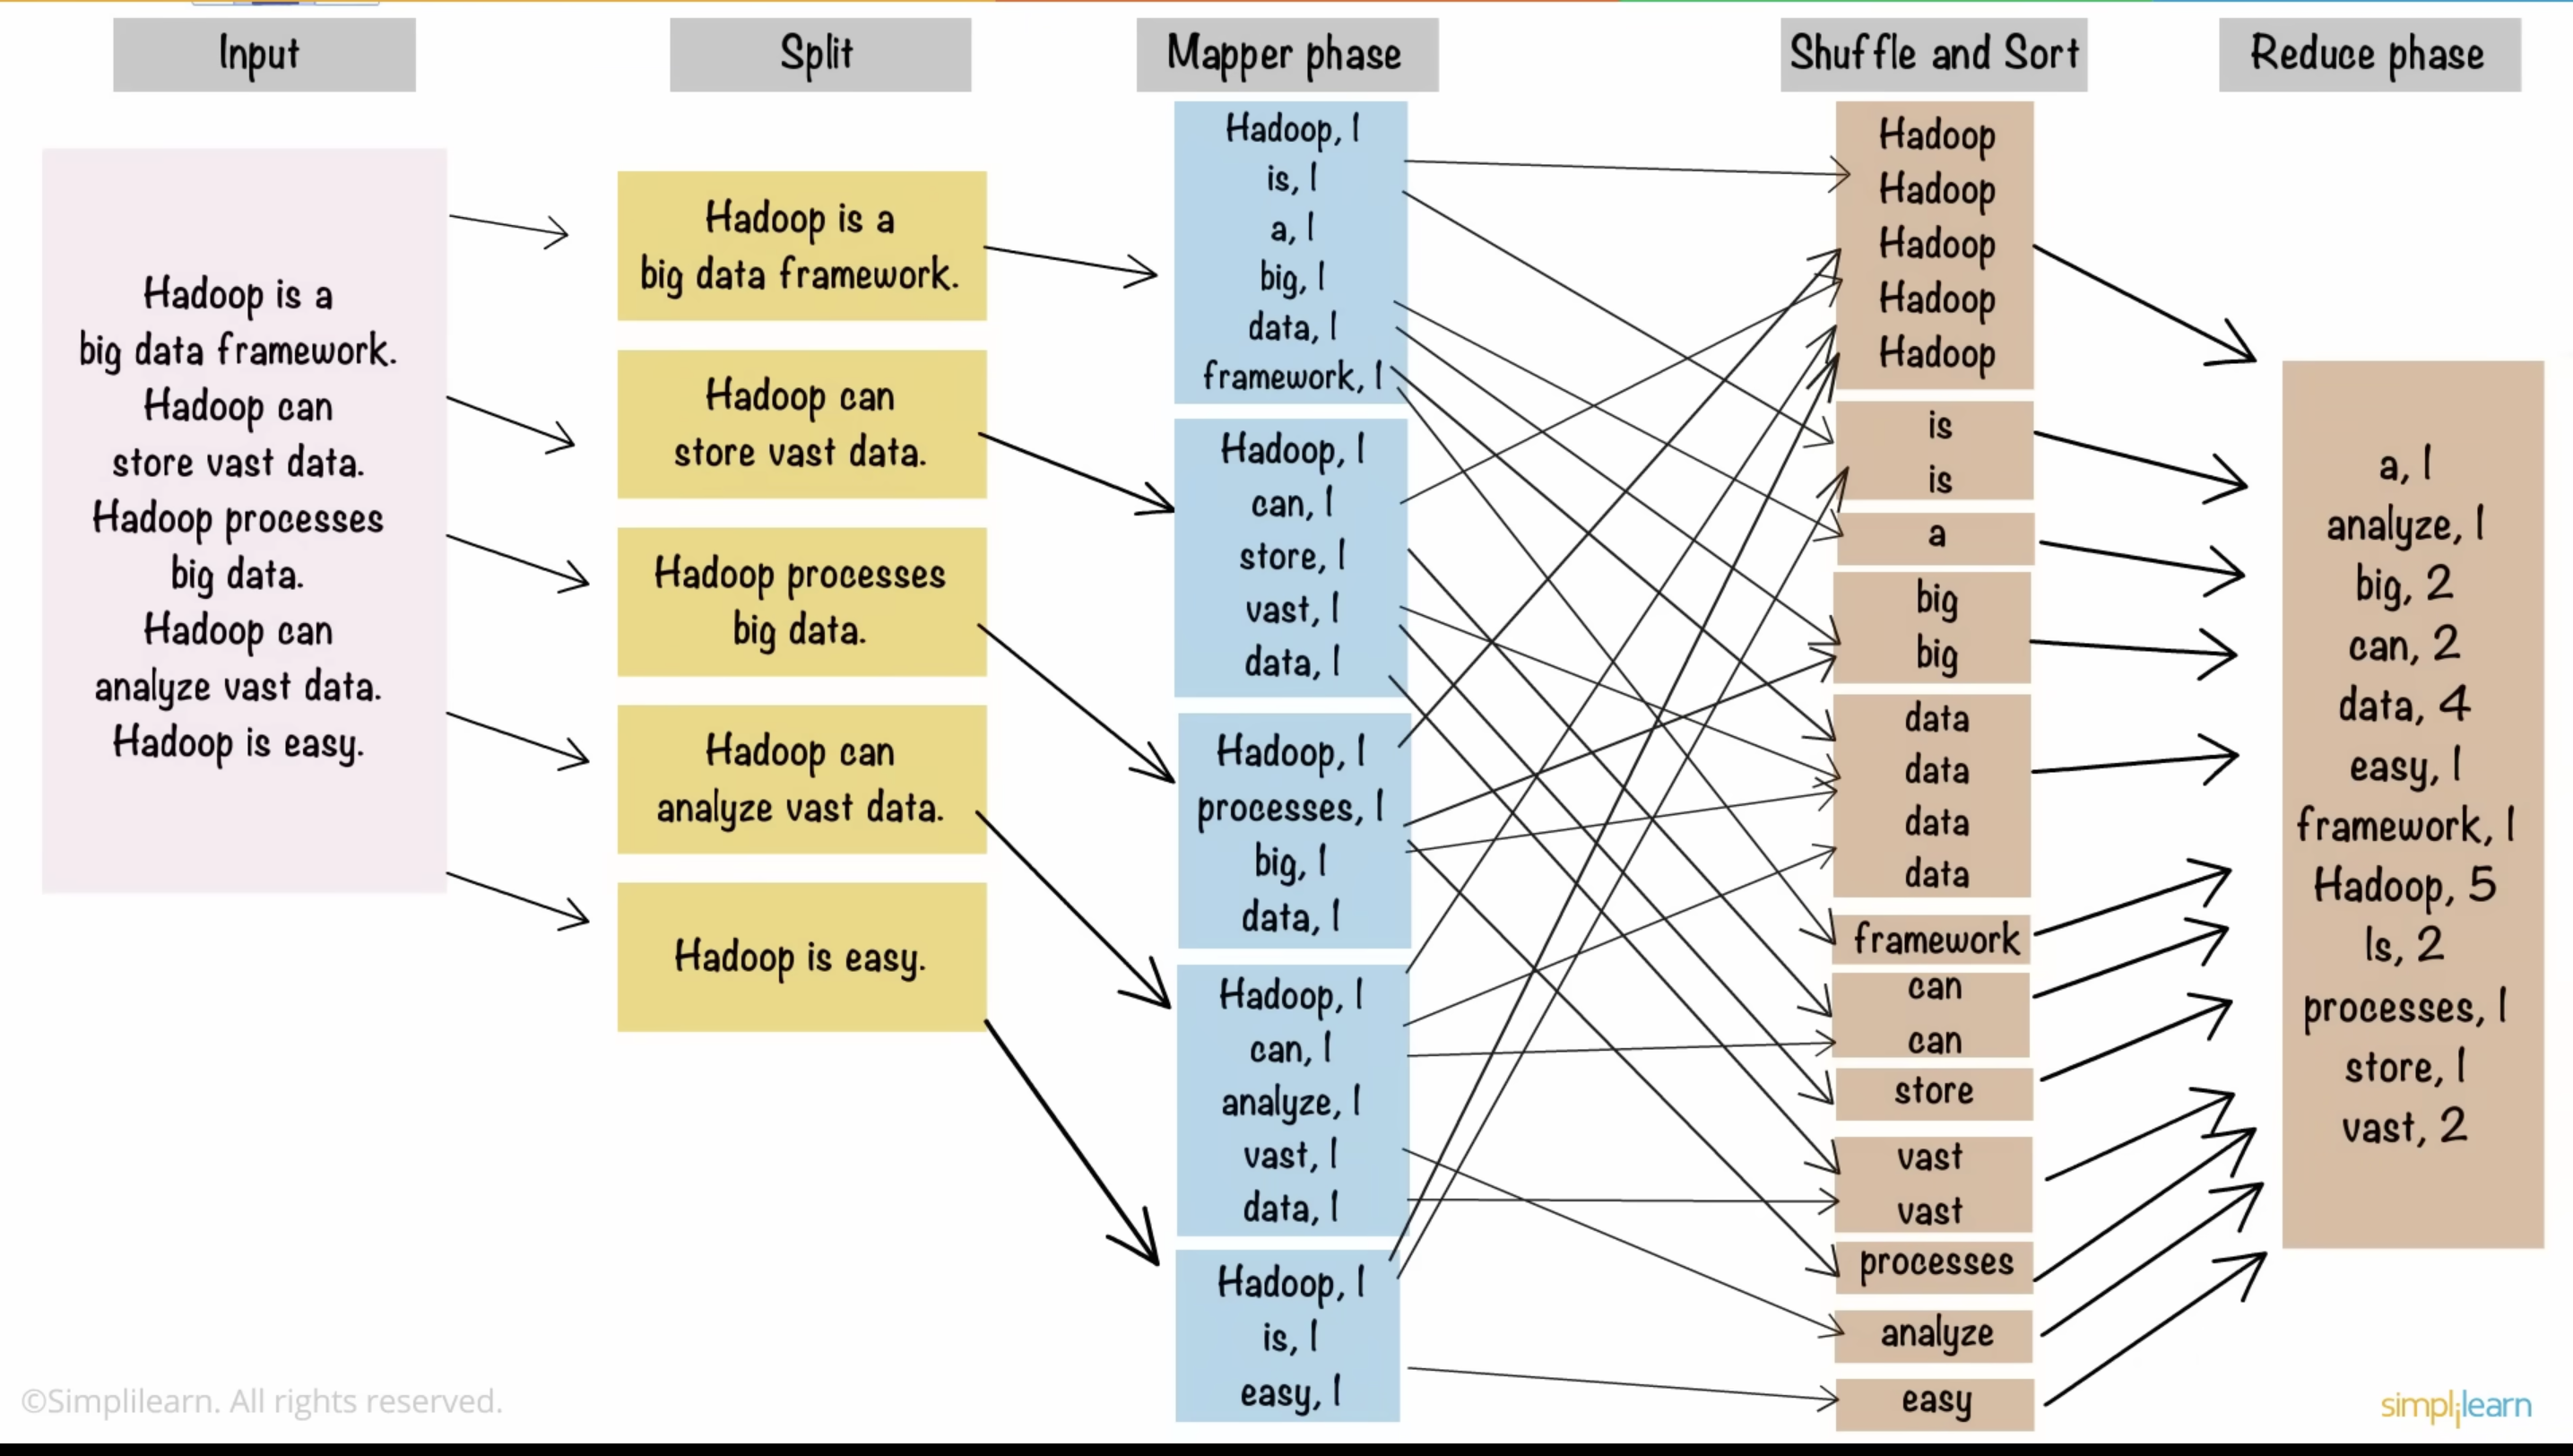 Input
Split
Mapper phase
Shuffle and Sort
Reduce phase
Hadoop is a
big data framework.
Hadoop can
store vast data.
Hadoop processes
big data.
Hadoop can
analyze vast data.
Hadoop is easy.
Hadoop is a
big data framework.
Hadoop can
store vast data.
Hadoop processes
big data.
Hadoop can
analyze vast data.
Hadoop is easy.
Hadoop, 1
is, 1
a, 1
big, 1
data, 1
framework, 1
Hadoop, 1
can, 1
store, 1
vast, 1
data, 1
Hadoop, 1
processes, 1
big, 1
data, 1
Hadoop, 1
can, 1
analyze, 1
vast, 1
data, 1
Hadoop, 1
is, 1
easy, 1
Hadoop
Hadoop
Hadoop
Hadoop
Hadoop
is
is
a
big
big
data
data
data
data
framework
can
can
store
vast
vast
processes
analyze
easy
a, 1
analyze, 1
big, 2
can, 2
data, 4
easy, 1
framework, 1
Hadoop, 5
Is, 2
processes, 1
store, 1
vast, 2
©Simplilearn. All rights reserved.
simplilearn